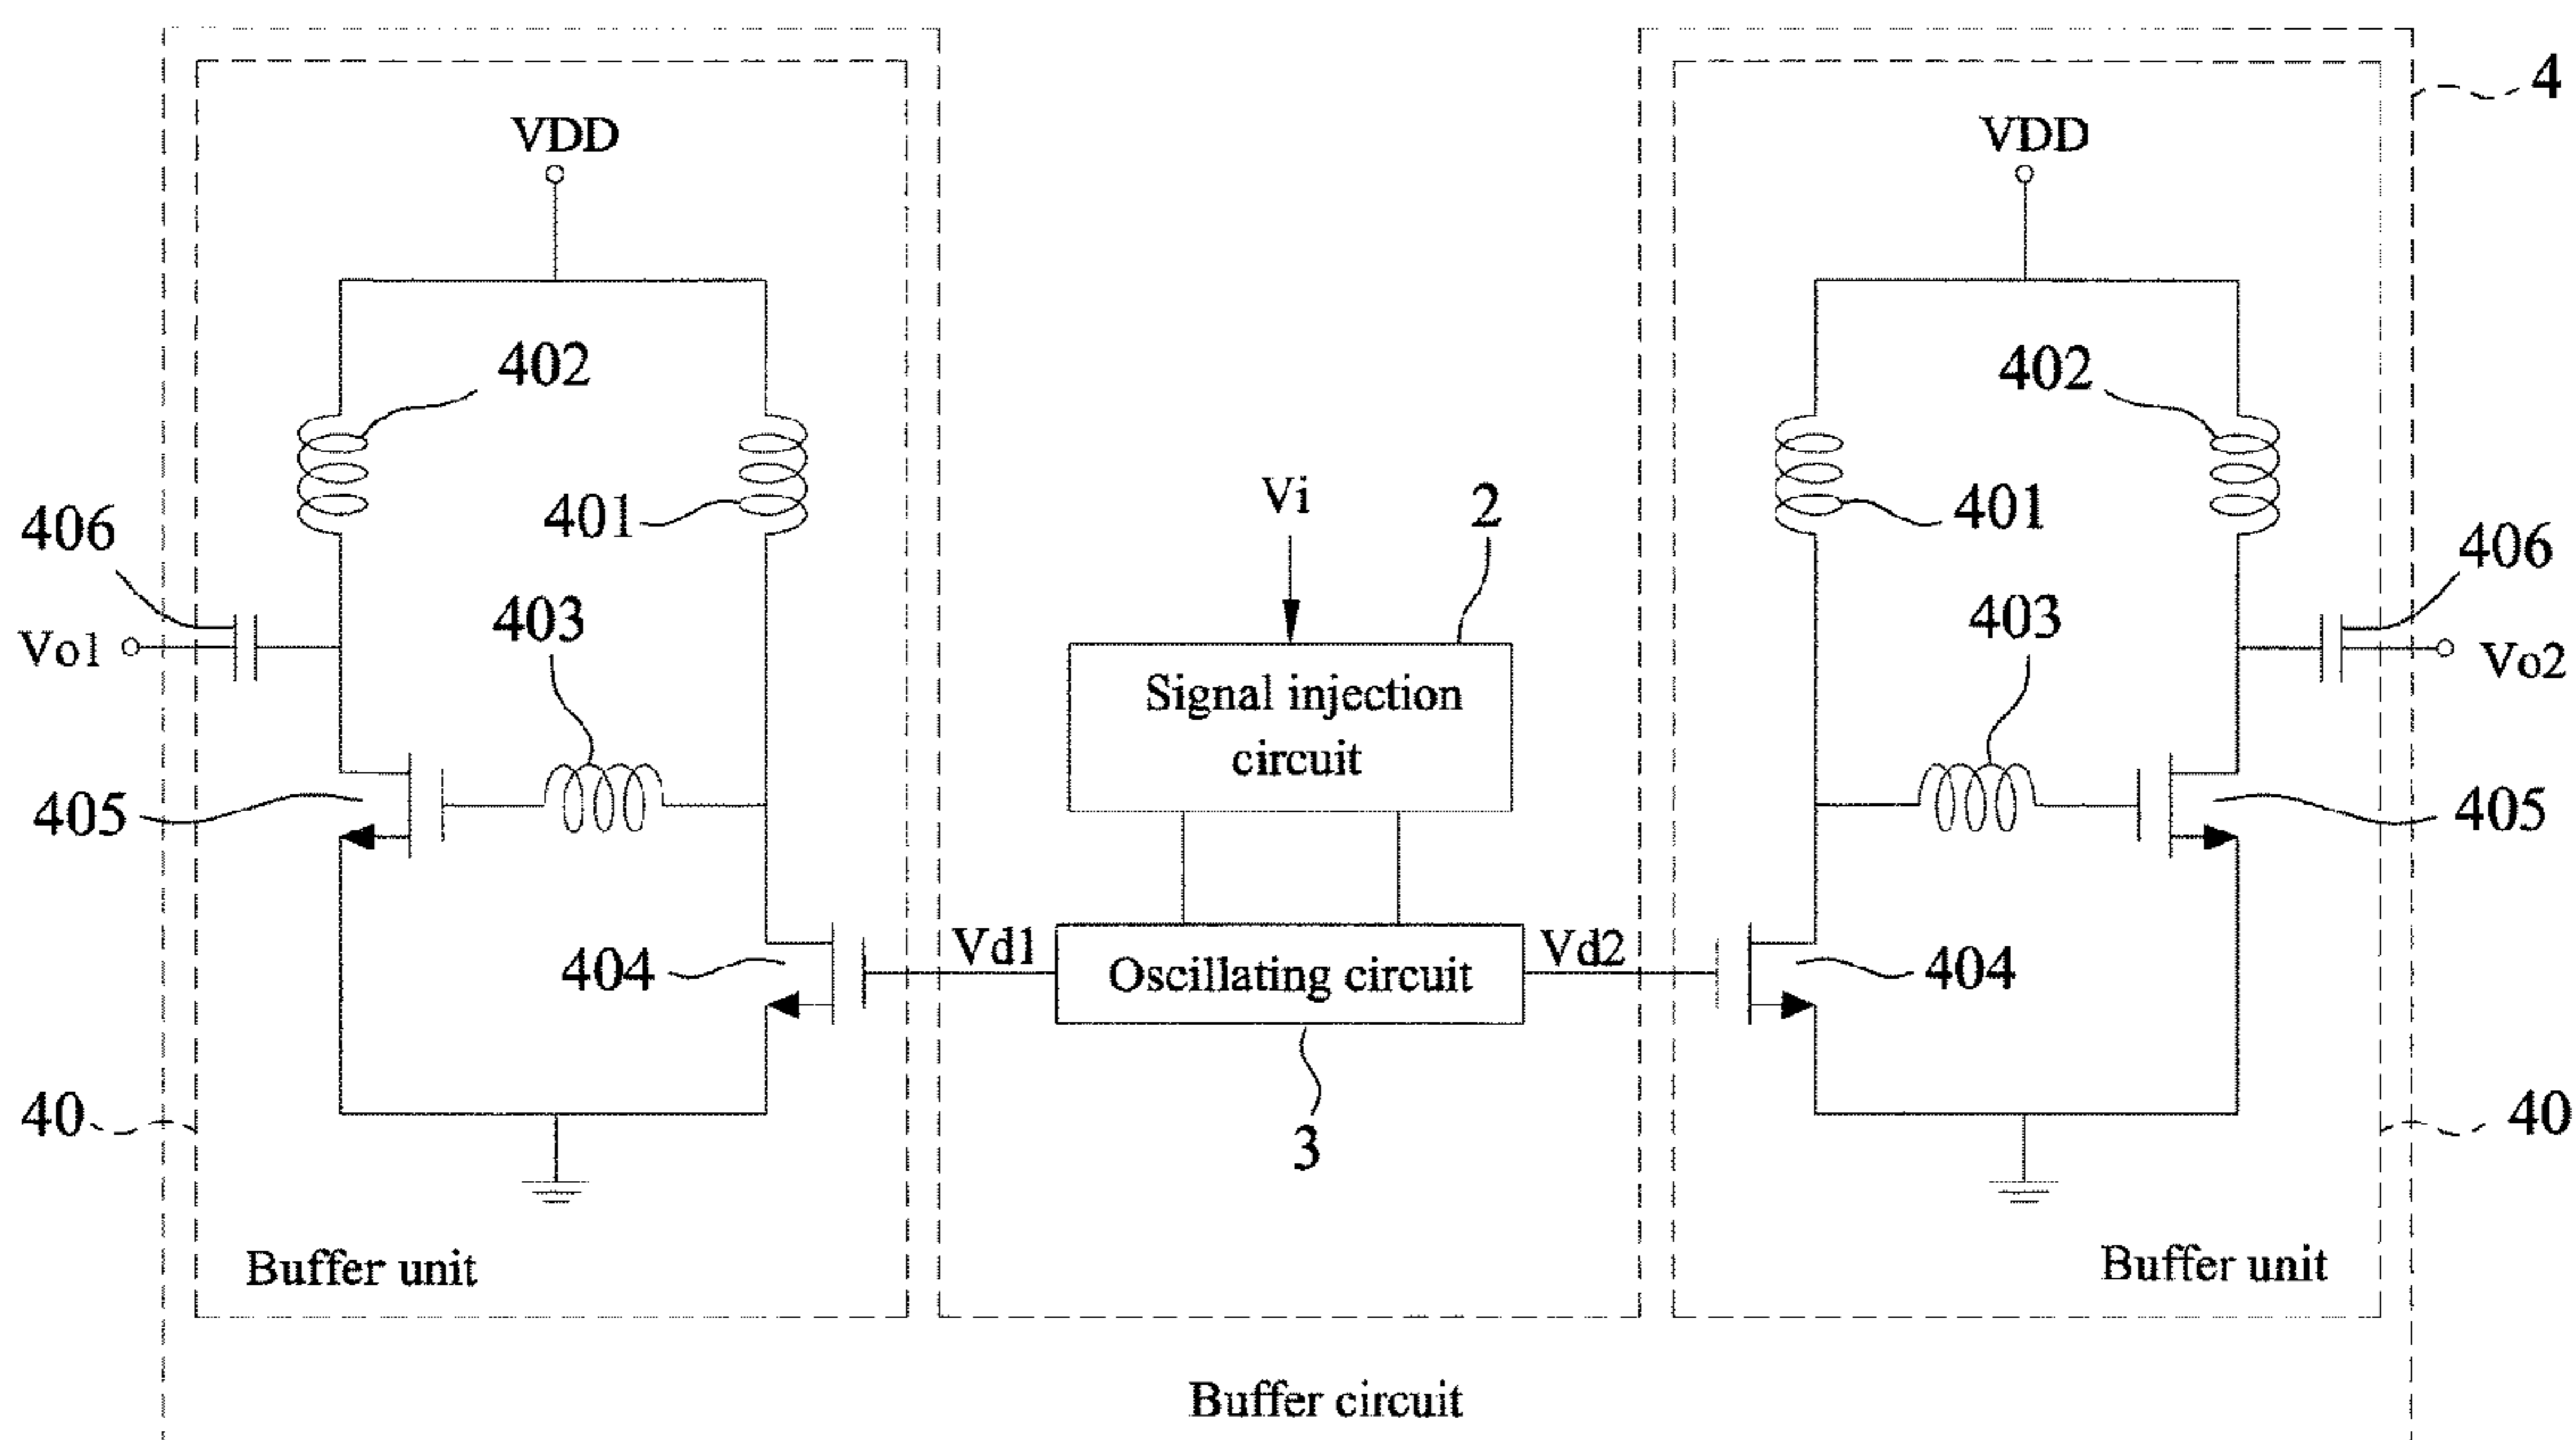 4
VDD
VDD
402
402
401
401
406
Vi
2
406
403
403
Vo1
Vo2
Signal injection
circuit
405
405
404
Vd1
Oscillating circuit
Vd2
404
40
3
40
Buffer unit
Buffer unit
Buffer circuit